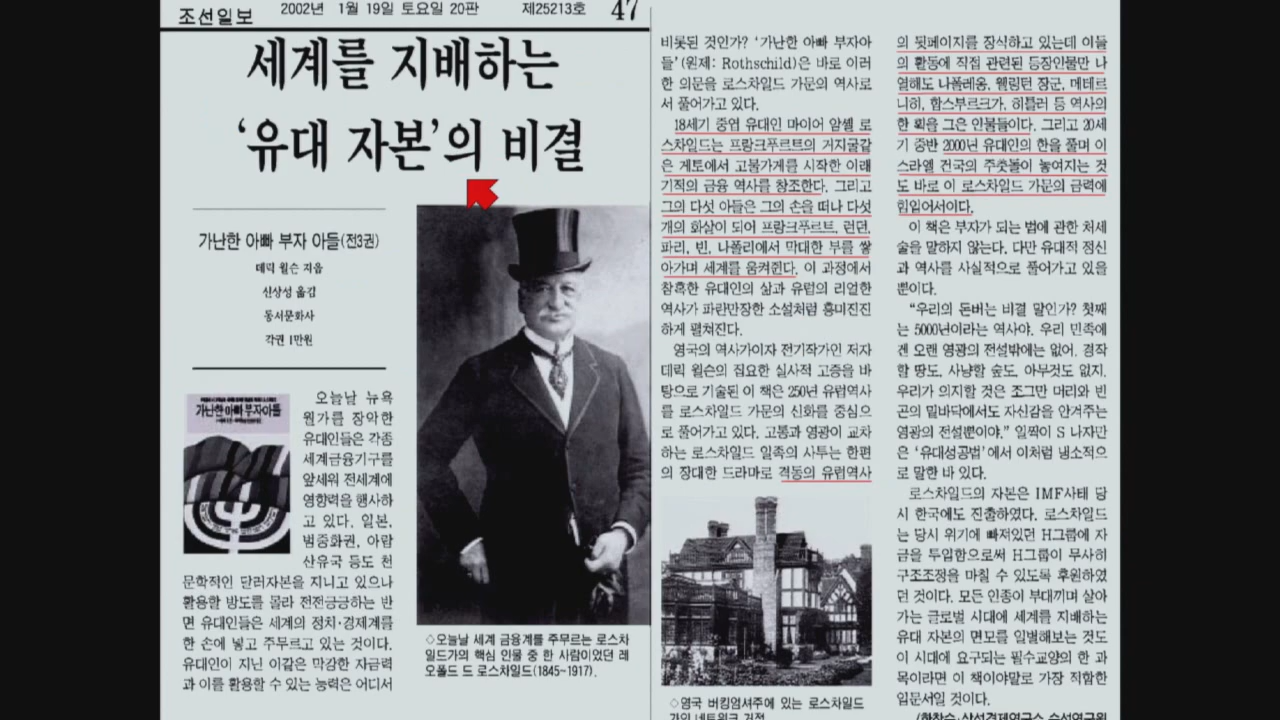 조선일보
2002년 1월 19일 토요일 20판 제25213호 47
세계를 지배하는
‘유대 자본’의 비결
가난한 아빠 부자 아들(전3권)
데릭 윌슨 지음
신상성 옮김
동서문화사
각권 1만원
가난한 아빠 부자 아들
오늘날 뉴욕
월가를 장악한
유대인들은 각종
세계금융기구를
앞세워 전세계에
영향력을 행사하
고 있다. 일본,
범중화권, 아랍
산유국 등도 천
문학적인 달러자본을 지니고 있으나
활용할 방도를 몰라 전전긍긍하는 반
면 유대인들은 세계의 정치·경제계를
한 손에 넣고 주무르고 있는 것이다.
유대인이 지닌 이같은 막강한 자금력
과 이를 활용할 수 있는 능력은 어디서
◇오늘날 세계 금융계를 주무르는 로스차
일드가의 핵심 인물 중 한 사람이었던 레
오폴드 드 로스차일드(1845~1917).
비롯된 것인가? ‘가난한 아빠 부자아
들’(원제: Rothschild)은 바로 이러
한 의문을 로스차일드 가문의 역사로
서 풀어가고 있다.
18세기 중엽 유대인 마이어 암셸 로
스차일드는 프랑크푸르트의 거지굴같
은 게토에서 고물가게를 시작한 이래
기적의 금융 역사를 창조한다. 그리고
그의 다섯 아들은 그의 손을 떠나 다섯
개의 화살이 되어 프랑크푸르트, 런던,
파리, 빈, 나폴리에서 막대한 부를 쌓
아가며 세계를 움켜쥔다. 이 과정에서
참혹한 유대인의 삶과 유럽의 리얼한
역사가 파란만장한 소설처럼 흥미진진
하게 펼쳐진다.
영국의 역사가이자 전기작가인 저자
데릭 윌슨의 집요한 실사적 고증을 바
탕으로 기술된 이 책은 250년 유럽역사
를 로스차일드 가문의 신화를 중심으
로 풀어가고 있다. 고통과 영광이 교차
하는 로스차일드 일족의 사투는 한편
의 장대한 드라마로 격동의 유럽역사
◇영국 버킹엄셔주에 있는 로스차일드
가의 네트워크 거점
의 뒷페이지를 장식하고 있는데 이들
의 활동에 직접 관련된 등장인물만 나
열해도 나폴레옹, 웰링턴 장군, 메테르
니히, 합스부르크가, 히틀러 등 역사의
한 획을 그은 인물들이다. 그리고 20세
기 중반 2000년 유대인의 한을 풀며 이
스라엘 건국의 주춧돌이 놓여지는 것
도 바로 이 로스차일드 가문의 금력에
힘입어서이다.
이 책은 부자가 되는 법에 관한 처세
술을 말하지 않는다. 다만 유대적 정신
과 역사를 사실적으로 풀어가고 있을
뿐이다.
“우리의 돈버는 비결 말인가? 첫째
는 5000년이라는 역사야. 우리 민족에
겐 오랜 영광의 전설밖에는 없어. 경작
할 땅도, 사냥할 숲도, 아무것도 없지.
우리가 의지할 것은 조그만 머리와 빈
곤의 밑바닥에서도 자신감을 안겨주는
영광의 전설뿐이야.” 일찍이 S 나자만
은 ‘유대성공법’에서 이처럼 냉소적으
로 말한 바 있다.
로스차일드의 자본은 IMF사태 당
시 한국에도 진출하였다. 로스차일드
는 당시 위기에 빠져있던 H그룹에 자
금을 투입함으로써 H그룹이 무사히
구조조정을 마칠 수 있도록 후원하였
던 것이다. 모든 인종이 부대끼며 살아
가는 글로벌 시대에 세계를 지배하는
유대 자본의 면모를 일별해보는 것도
이 시대에 요구되는 필수교양의 한 과
목이라면 이 책이야말로 가장 적합한
입문서일 것이다.